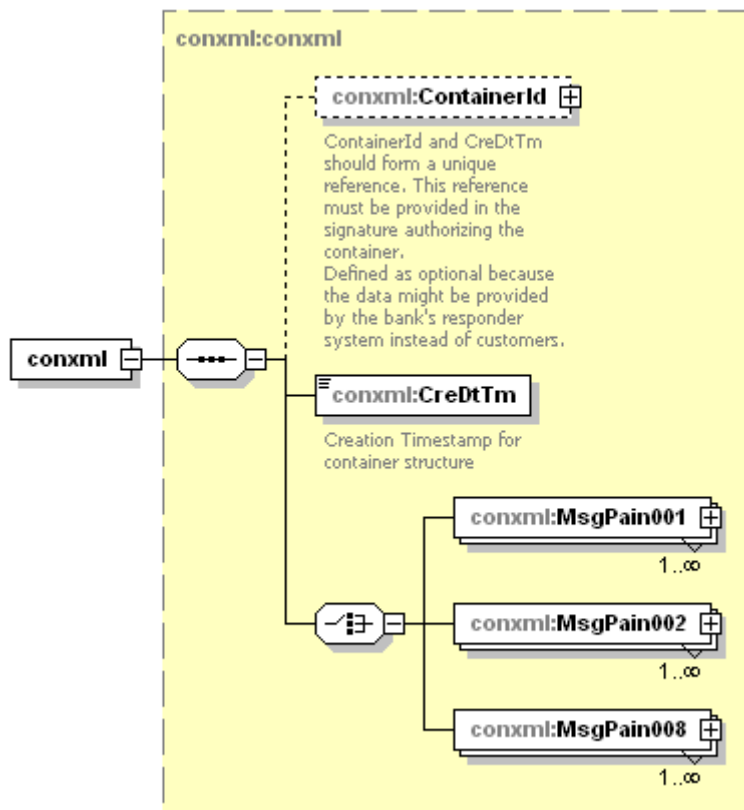 conxml:conxml
conxml:ContainerId
ContainerId and CreDtTm
should form a unique
reference. This reference
must be provided in the
signature authorizing the
container.
Defined as optional because
the data might be provided
by the bank's responder
system instead of customers.
conxml
conxml:CreDtTm
Creation Timestamp for
container structure
conxml:MsgPain001
1..∞
conxml:MsgPain002
1..∞
conxml:MsgPain008
1..∞